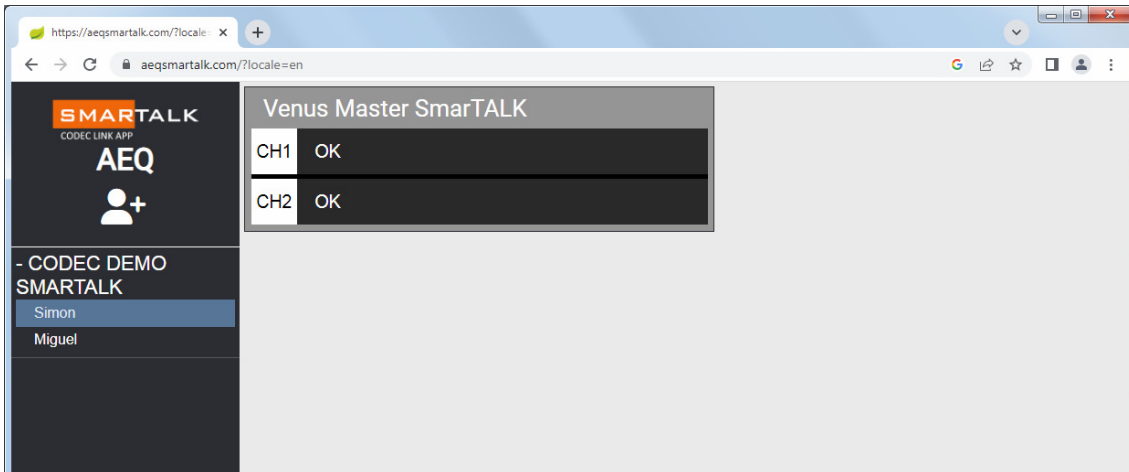 https://aeqsmartalk.com/?locale=
aeqsmartalk.com/?locale=en
SMARTALK
CODEC LINK APP
AEQ
- CODEC DEMO
SMARTALK
Simon
Miguel
Venus Master SmarTALK
CH1 OK
CH2 OK